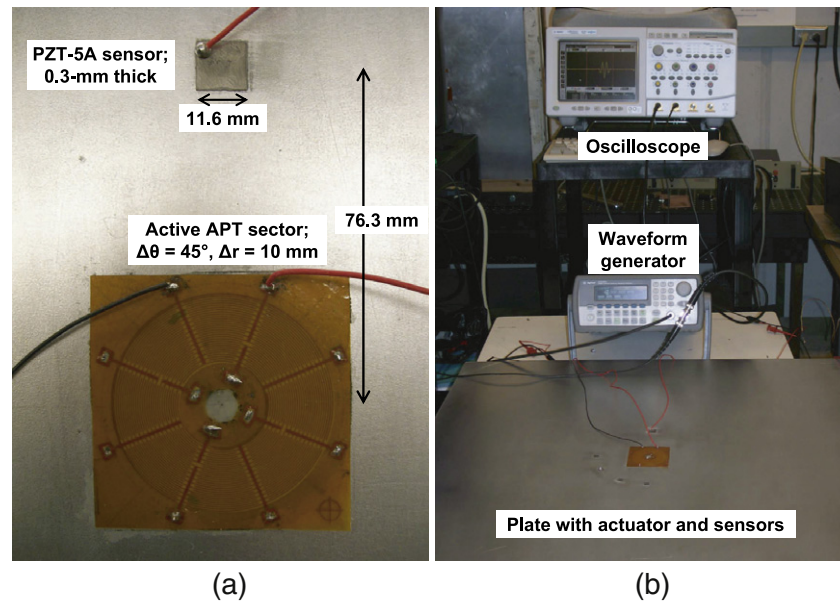 PZT-5A sensor;
0.3-mm thick
11.6 mm
76.3 mm
Active APT sector;
Δθ = 45°, Δr = 10 mm
(a)
Oscilloscope
Waveform
generator
Plate with actuator and sensors
(b)